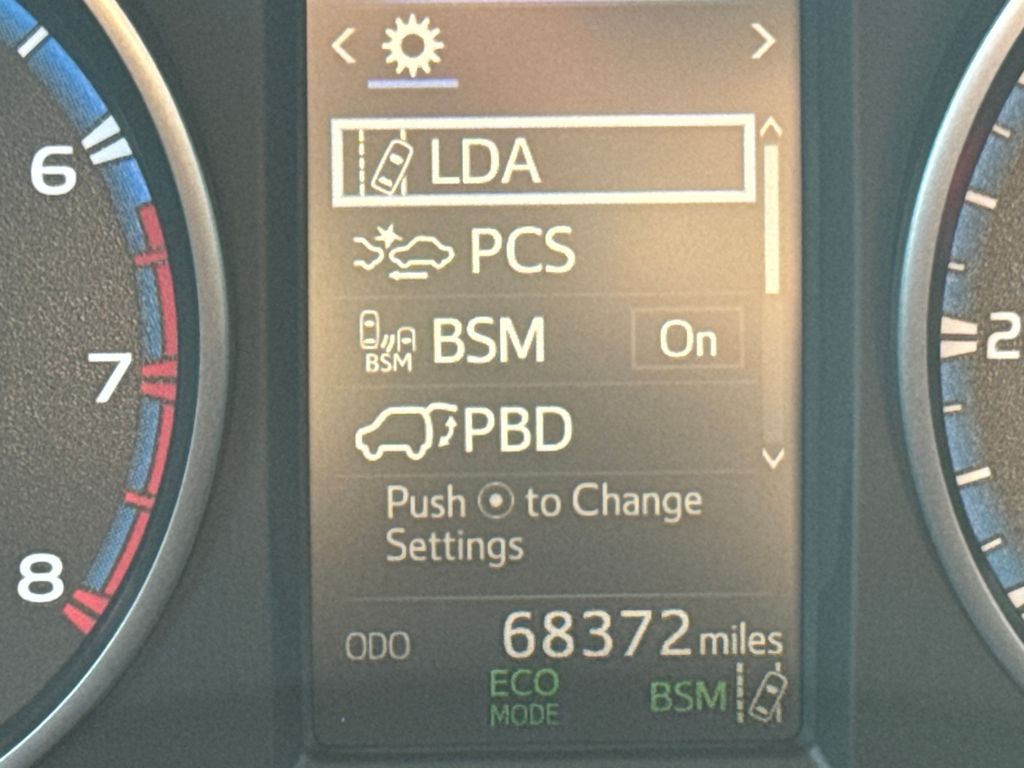 LDA
6
PCS
BSM
BSM
On
2
7
PBD
Push to Change
Settings
8
ODO 68372 miles
ECO
MODE
BSM